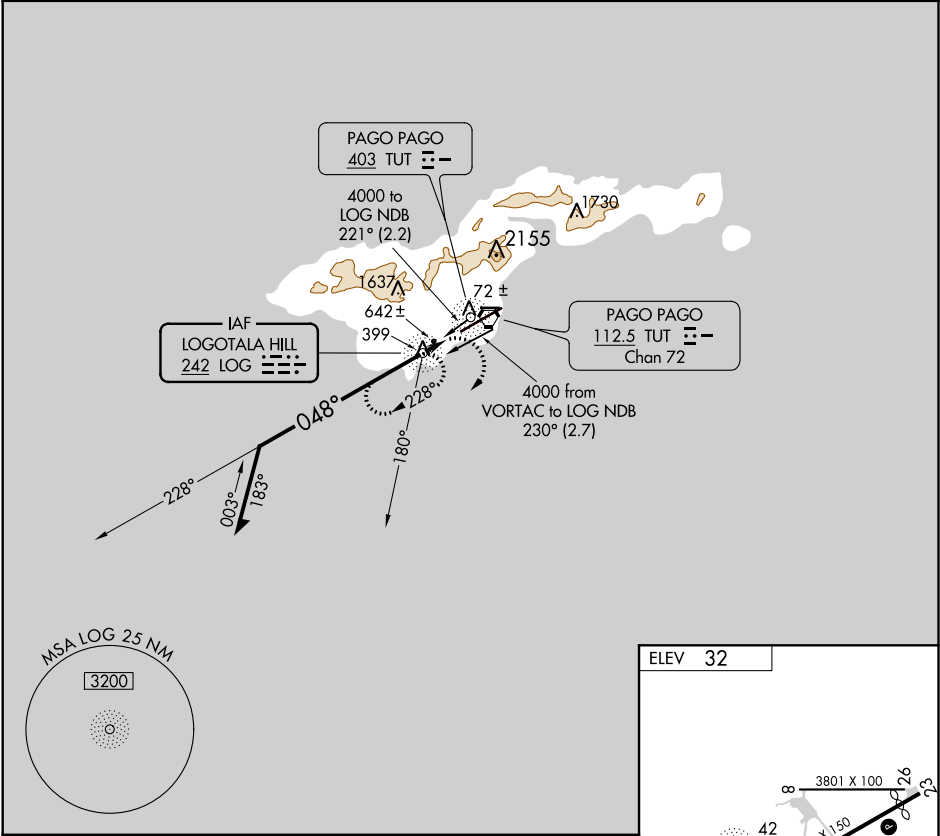 PAGO PAGO
403 TUT
4000 to
LOG NDB
221° (2.2)
1730
2155
1637
72 ±
642 ±
399
IAF
LOGOTALA HILL
242 LOG
PAGO PAGO
112.5 TUT
Chan 72
4000 from
VORTAC to LOG NDB
230° (2.7)
048°
228°
180°
228°
003°
183°
MSA LOG 25 NM
3200
ELEV 32
8
3801 X 100
26
23
42
X 150
P